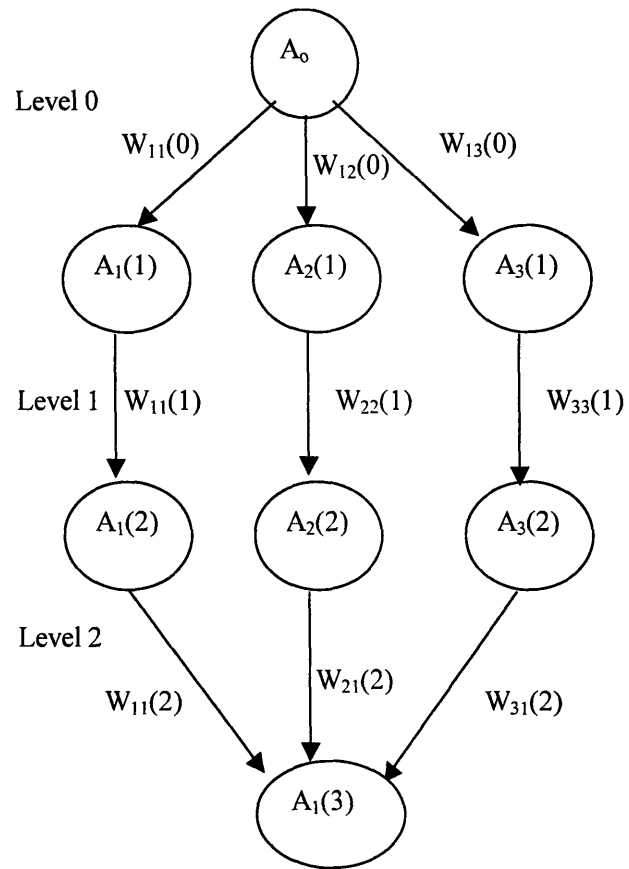 Aₒ
Level 0
W₁₁(0)
W₁₂(0)
W₁₃(0)
A₁(1)
A₂(1)
A₃(1)
Level 1
W₁₁(1)
W₂₂(1)
W₃₃(1)
A₁(2)
A₂(2)
A₃(2)
Level 2
W₁₁(2)
W₂₁(2)
W₃₁(2)
A₁(3)